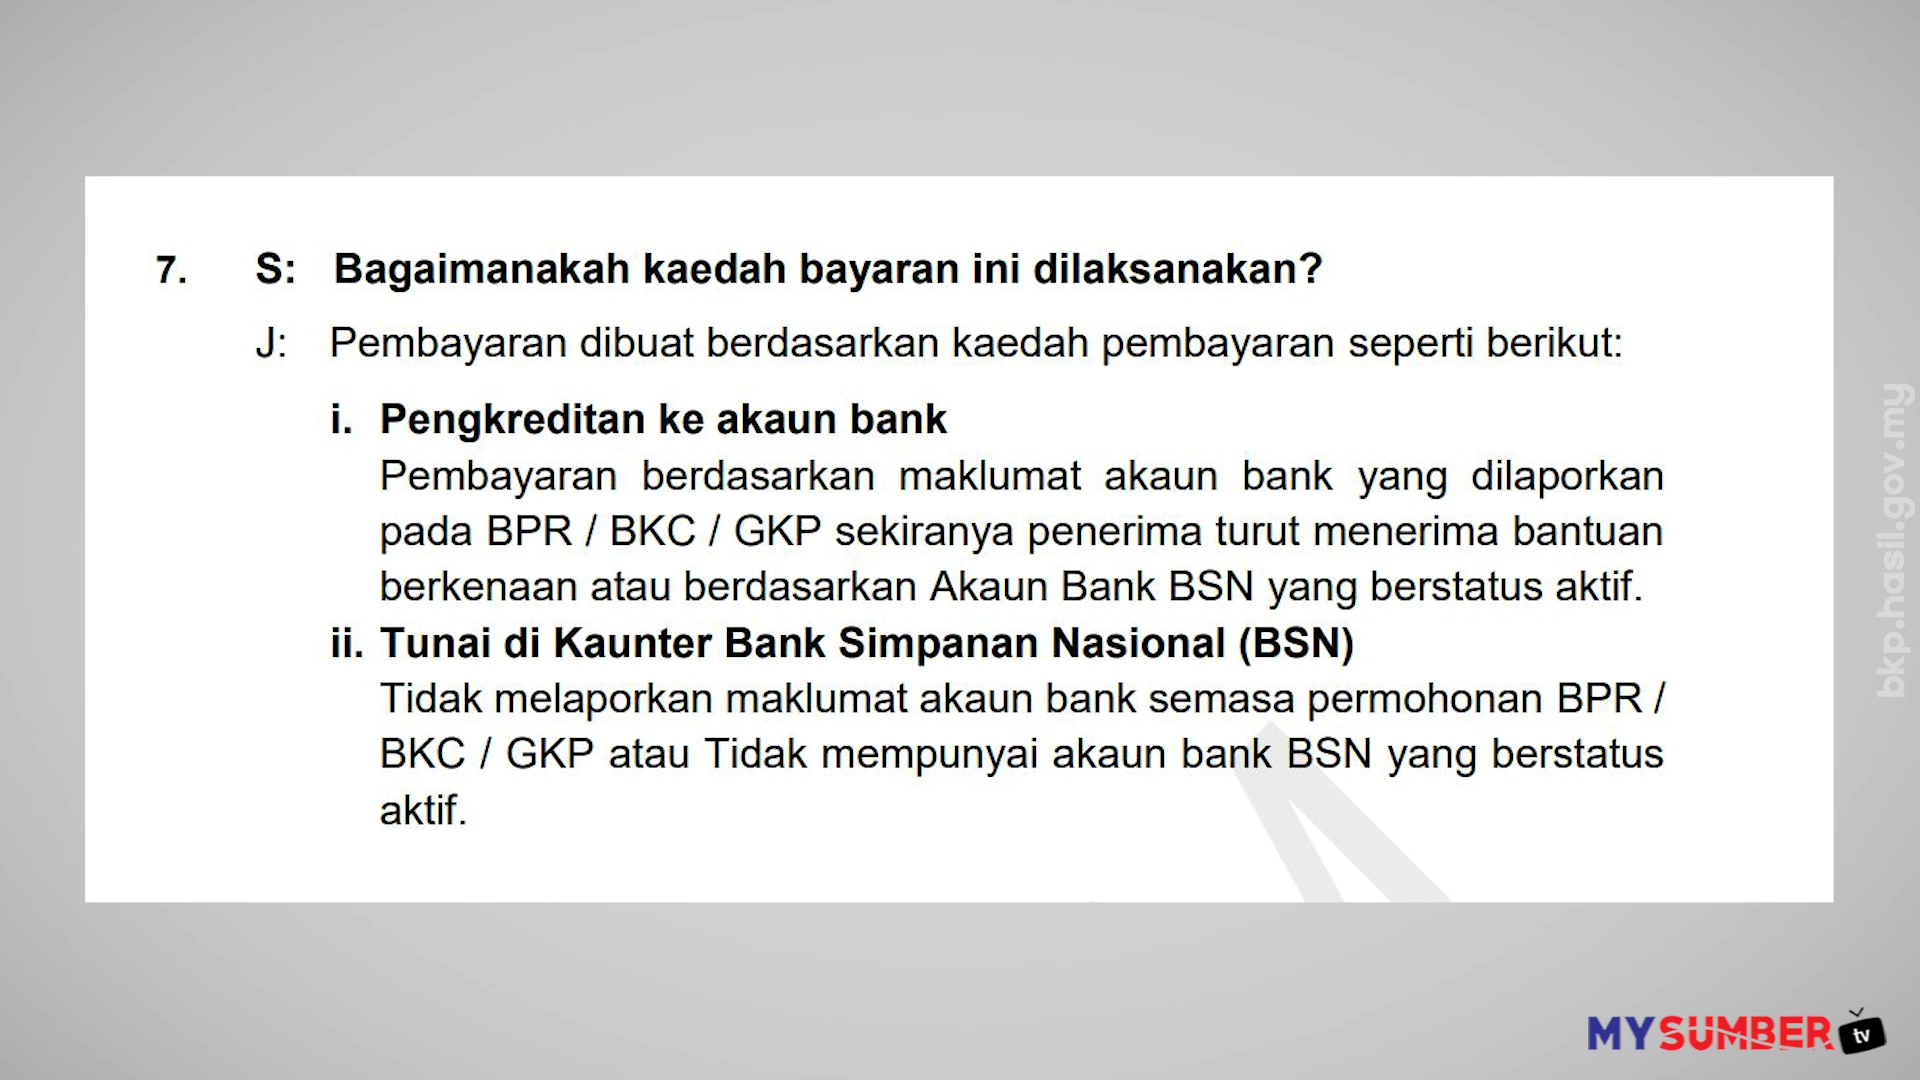 7. S: Bagaimanakah kaedah bayaran ini dilaksanakan?
J: Pembayaran dibuat berdasarkan kaedah pembayaran seperti berikut:
i. Pengkreditan ke akaun bank
Pembayaran berdasarkan maklumat akaun bank yang dilaporkan
pada BPR / BKC / GKP sekiranya penerima turut menerima bantuan
berkenaan atau berdasarkan Akaun Bank BSN yang berstatus aktif.
ii. Tunai di Kaunter Bank Simpanan Nasional (BSN)
Tidak melaporkan maklumat akaun bank semasa permohonan BPR /
BKC / GKP atau Tidak mempunyai akaun bank BSN yang berstatus
aktif.
bkp.hasil.gov.my
MYSUMBER tv